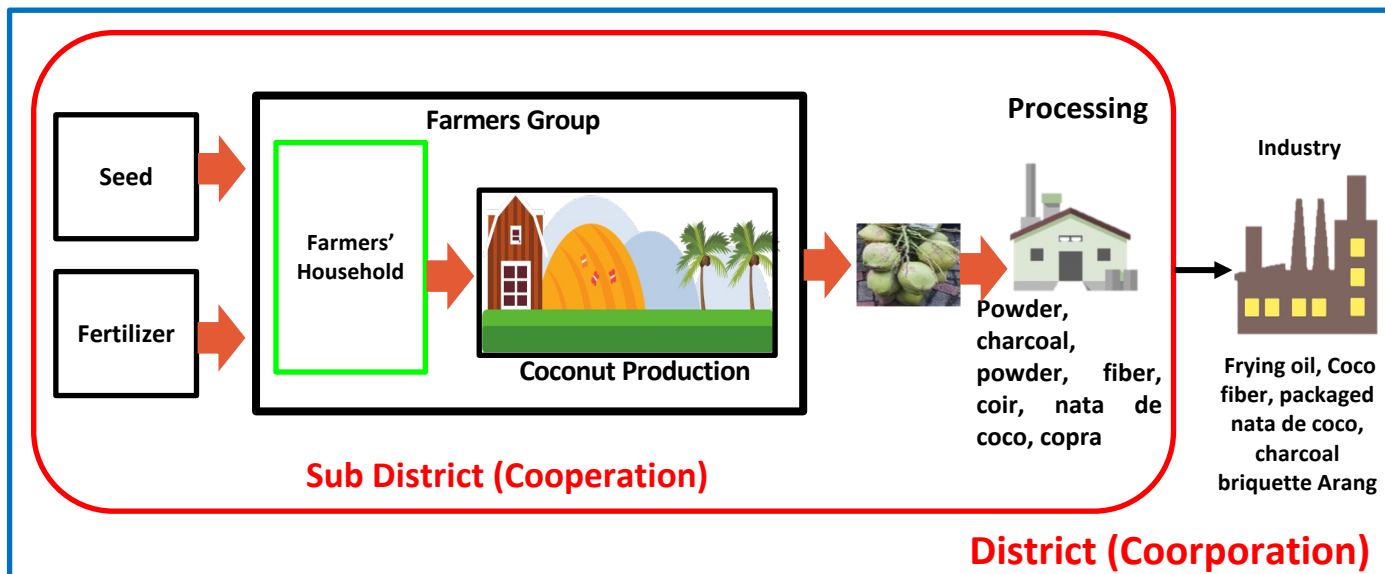 Seed
Fertilizer
Farmers Group
Farmers’
Household
Coconut Production
Processing
Powder,
charcoal,
powder, fiber,
coir, nata de
coco, copra
Sub District (Cooperation)
Industry
Frying oil, Coco
fiber, packaged
nata de coco,
charcoal
briquette Arang
District (Coorporation)